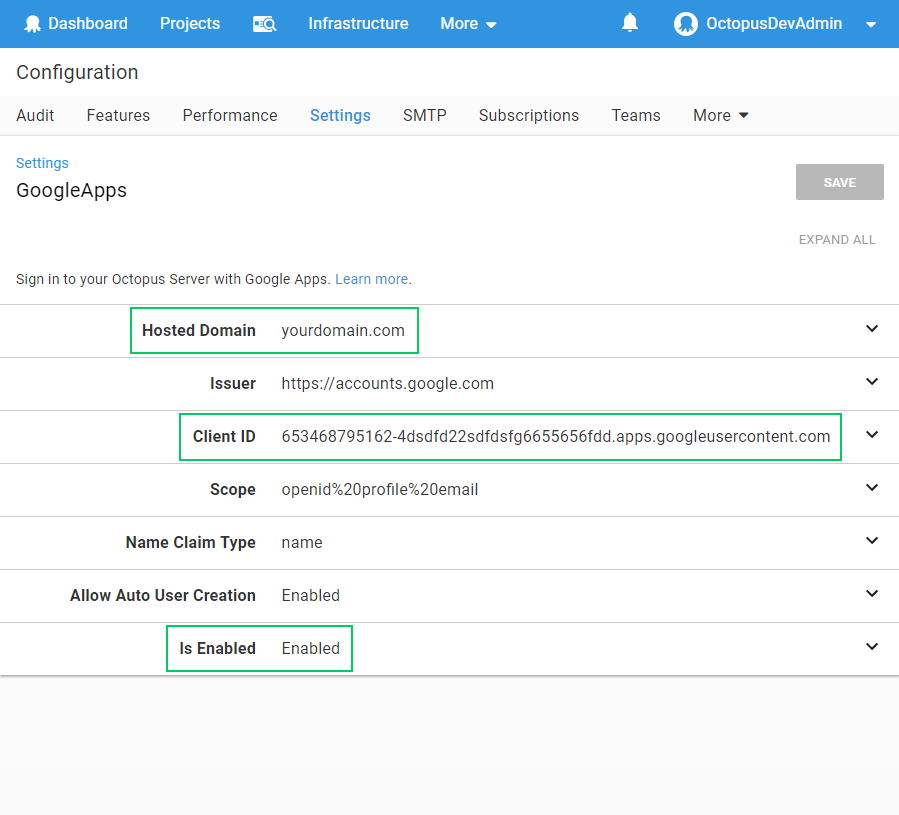 Dashboard Projects Infrastructure More OctopusDevAdmin
Configuration
Audit Features Performance Settings SMTP Subscriptions Teams More
Settings
GoogleApps
SAVE
EXPAND ALL
Sign in to your Octopus Server with Google Apps. Learn more.
Hosted Domain yourdomain.com
Issuer https://accounts.google.com
Client ID 653468795162-4dsdfd22sdfdsfg6655656fdd.apps.googleusercontent.com
Scope openid%20profile%20email
Name Claim Type name
Allow Auto User Creation Enabled
Is Enabled Enabled